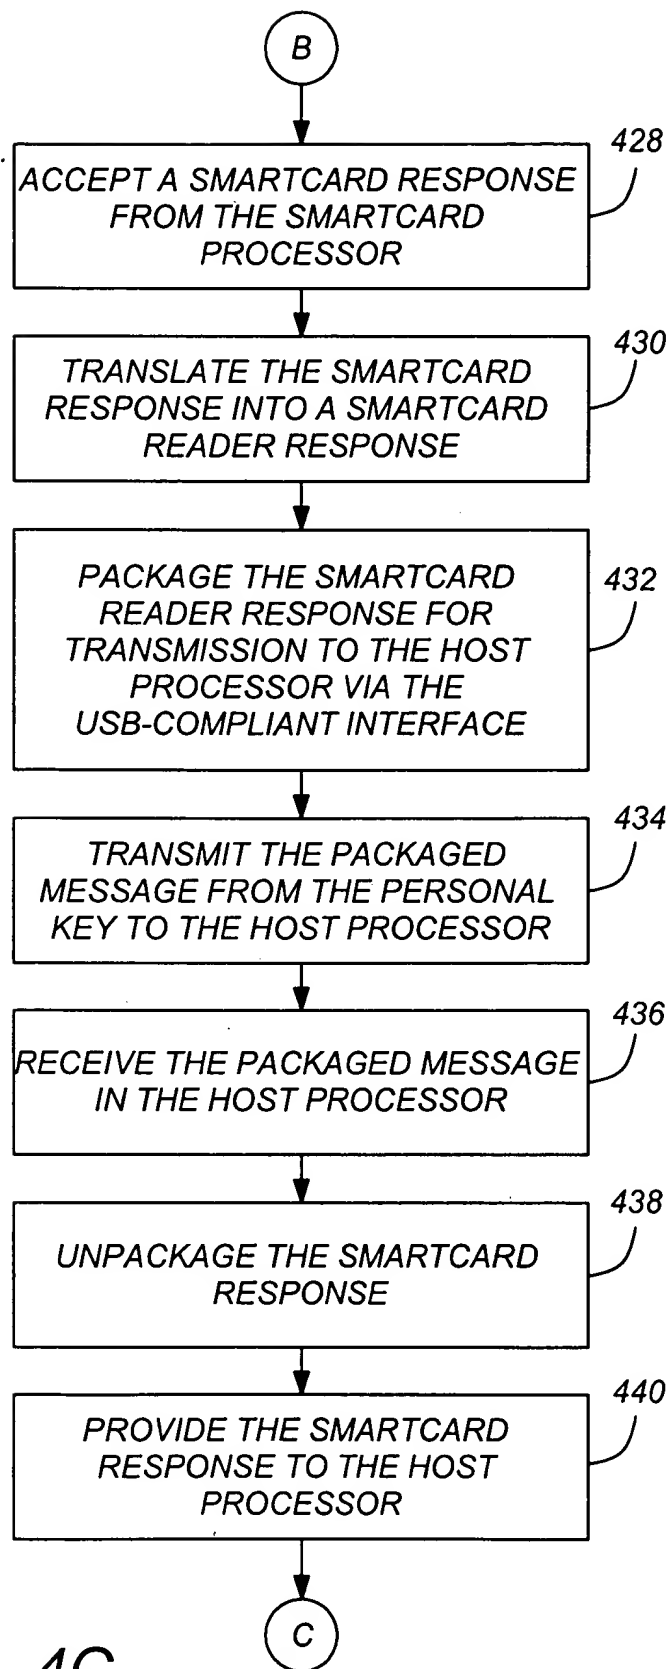 B
428
ACCEPT A SMARTCARD RESPONSE
FROM THE SMARTCARD
PROCESSOR
430
TRANSLATE THE SMARTCARD
RESPONSE INTO A SMARTCARD
READER RESPONSE
432
PACKAGE THE SMARTCARD
READER RESPONSE FOR
TRANSMISSION TO THE HOST
PROCESSOR VIA THE
USB-COMPLIANT INTERFACE
434
TRANSMIT THE PACKAGED
MESSAGE FROM THE PERSONAL
KEY TO THE HOST PROCESSOR
436
RECEIVE THE PACKAGED MESSAGE
IN THE HOST PROCESSOR
438
UNPACKAGE THE SMARTCARD
RESPONSE
440
PROVIDE THE SMARTCARD
RESPONSE TO THE HOST
PROCESSOR
C
4C